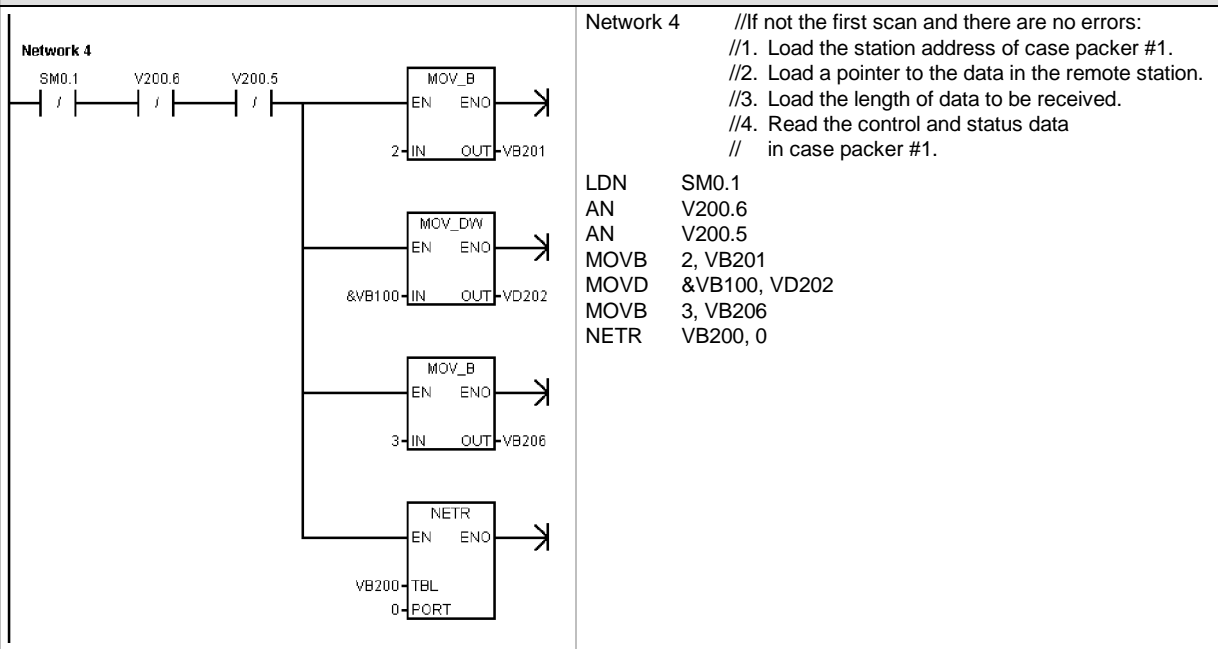 Network 4
SM0.1 V200.6 V200.5
/ / /
MOV_B
EN ENO
2 IN OUT VB201
MOV_DW
EN ENO
&VB100 IN OUT VD202
MOV_B
EN ENO
3 IN OUT VB206
NETR
EN ENO
VB200 TBL
0 PORT
Network 4 //If not the first scan and there are no errors:
//1. Load the station address of case packer #1.
//2. Load a pointer to the data in the remote station.
//3. Load the length of data to be received.
//4. Read the control and status data
// in case packer #1.
LDN SM0.1
AN V200.6
AN V200.5
MOVB 2, VB201
MOVD &VB100, VD202
MOVB 3, VB206
NETR VB200, 0